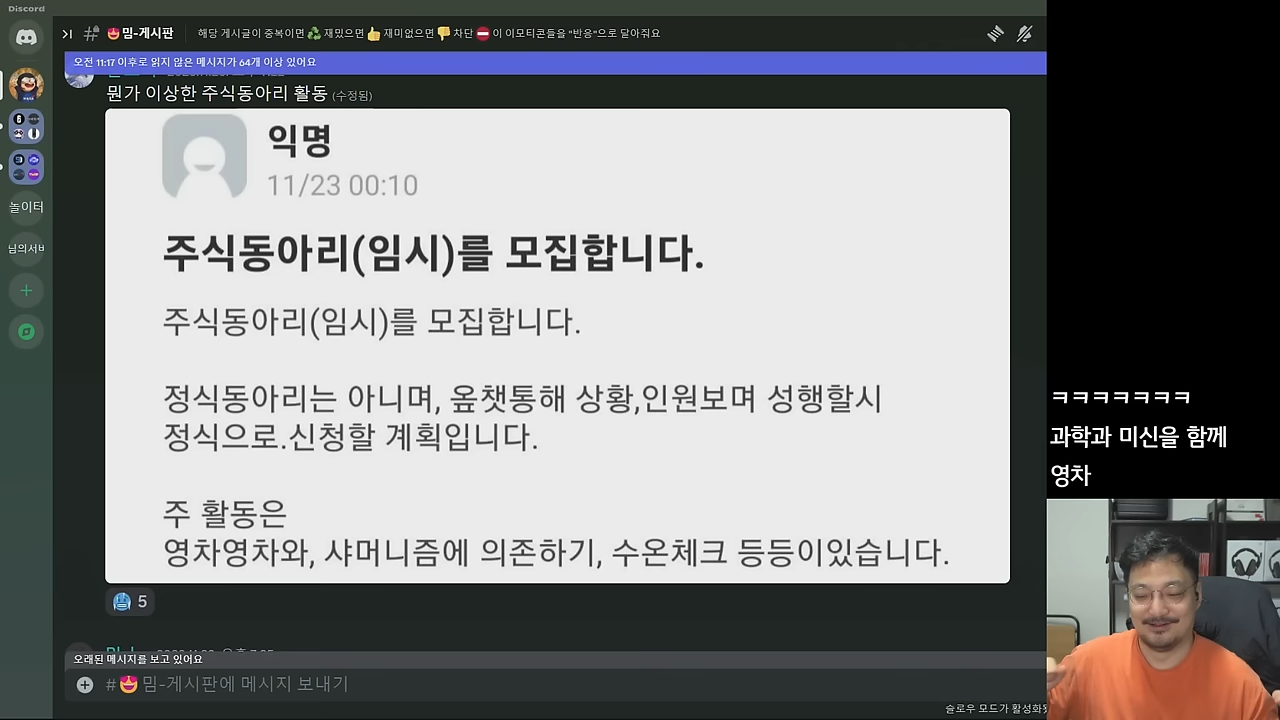 Discord
밈-게시판
해당 게시글이 중복이면 ♻️ 재밌으면 👍 재미없으면 👎 차단 ⛔ 이 이모티콘들을 "반응"으로 달아줘요
오전 11:17 이후로 읽지 않은 메시지가 64개 이상 있어요
뭔가 이상한 주식동아리 활동 (수정됨)
익명
11/23 00:10
주식동아리(임시)를 모집합니다.
주식동아리(임시)를 모집합니다.
정식동아리는 아니며, 옾챗통해 상황,인원보며 성행할시
정식으로.신청할 계획입니다.
주 활동은
영차영차와, 샤머니즘에 의존하기, 수온체크 등등이있습니다.
5
놀이터
님의서버
오래된 메시지를 보고 있어요
#😍밈-게시판에 메시지 보내기
슬로우 모드가 활성화
ㅋㅋㅋㅋㅋㅋㅋ
과학과 미신을 함께
영차